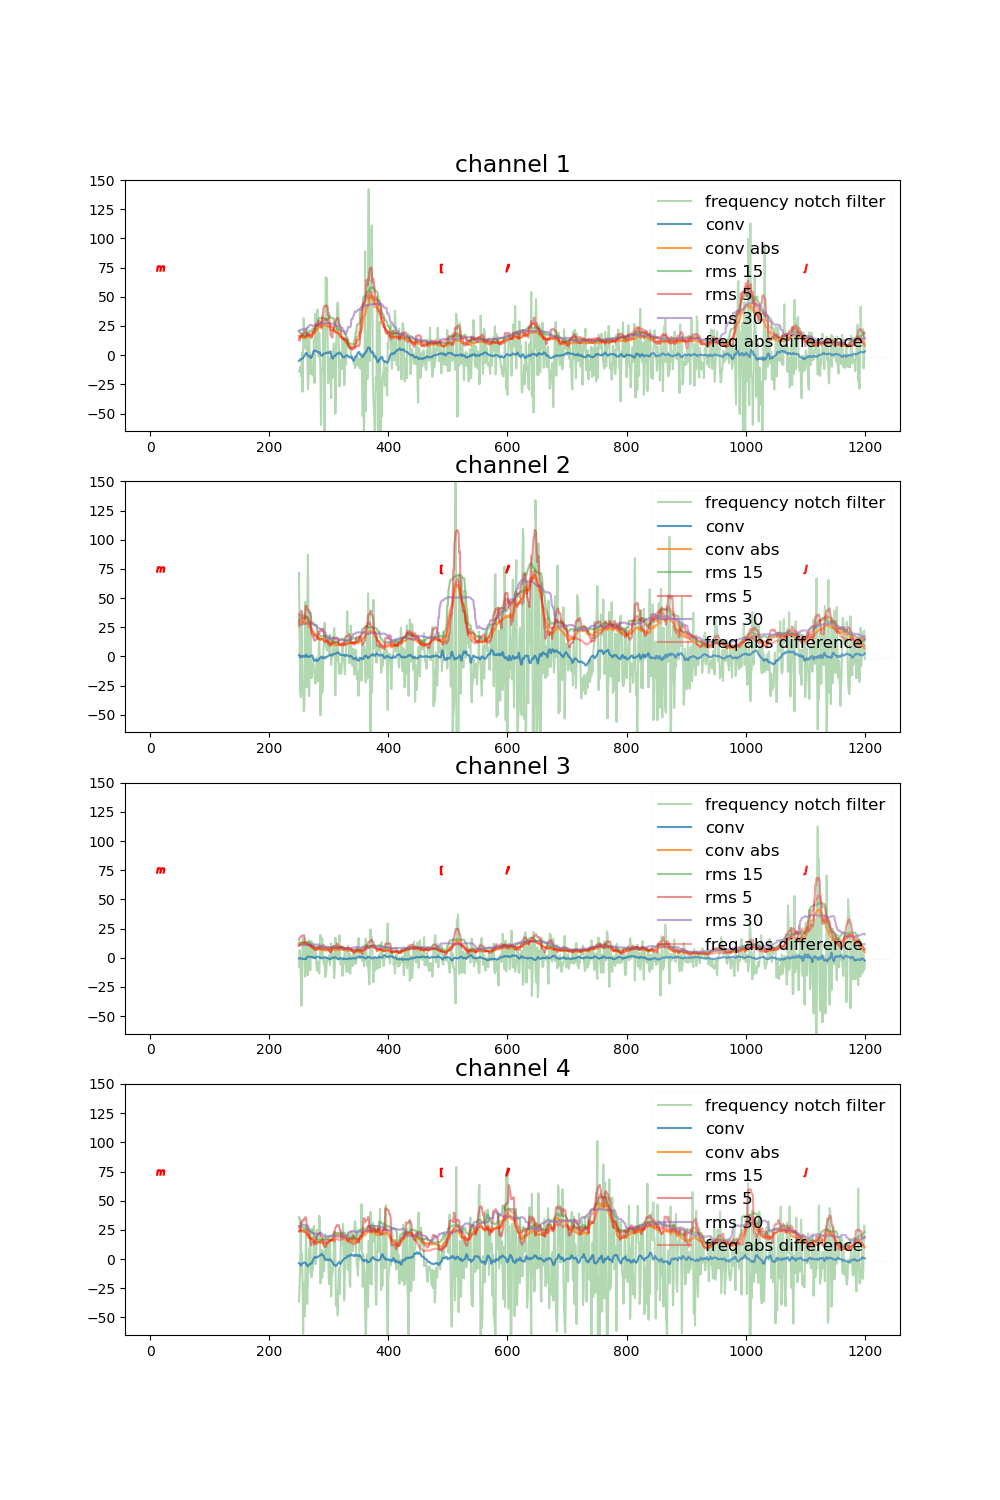 channel 1
150
125
100
75
50
25
0
−25
−50
m [ / J
frequency notch filter
conv
conv abs
rms 15
rms 5
rms 30
freq abs difference
0 200 400 600 800 1000 1200
channel 2
150
125
100
75
50
25
0
−25
−50
m [ / J
frequency notch filter
conv
conv abs
rms 15
rms 5
rms 30
freq abs difference
0 200 400 600 800 1000 1200
channel 3
150
125
100
75
50
25
0
−25
−50
m [ / J
frequency notch filter
conv
conv abs
rms 15
rms 5
rms 30
freq abs difference
0 200 400 600 800 1000 1200
channel 4
150
125
100
75
50
25
0
−25
−50
m [ / J
frequency notch filter
conv
conv abs
rms 15
rms 5
rms 30
freq abs difference
0 200 400 600 800 1000 1200